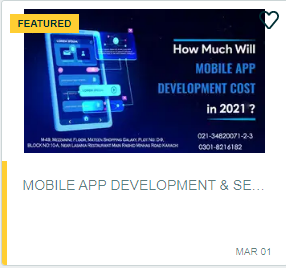 FEATURED
How Much Will
MOBILE APP
DEVELOPMENT COST
in 2021 ?
021-34820071-2-3
0301-8216182
MOBILE APP DEVELOPMENT & SE...
MAR 01